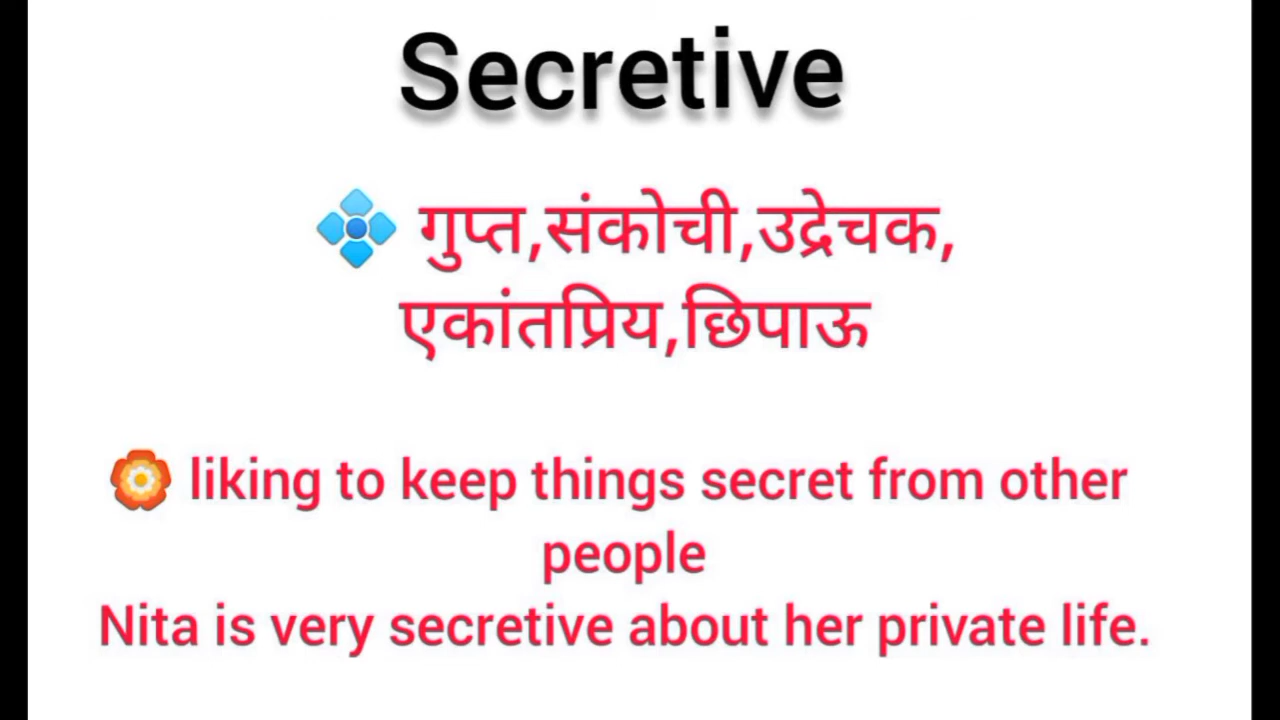 Secretive
💠 गुप्त,संकोची,उद्रेचक,
एकांतप्रिय,छिपाऊ
🏵️ liking to keep things secret from other
people
Nita is very secretive about her private life.